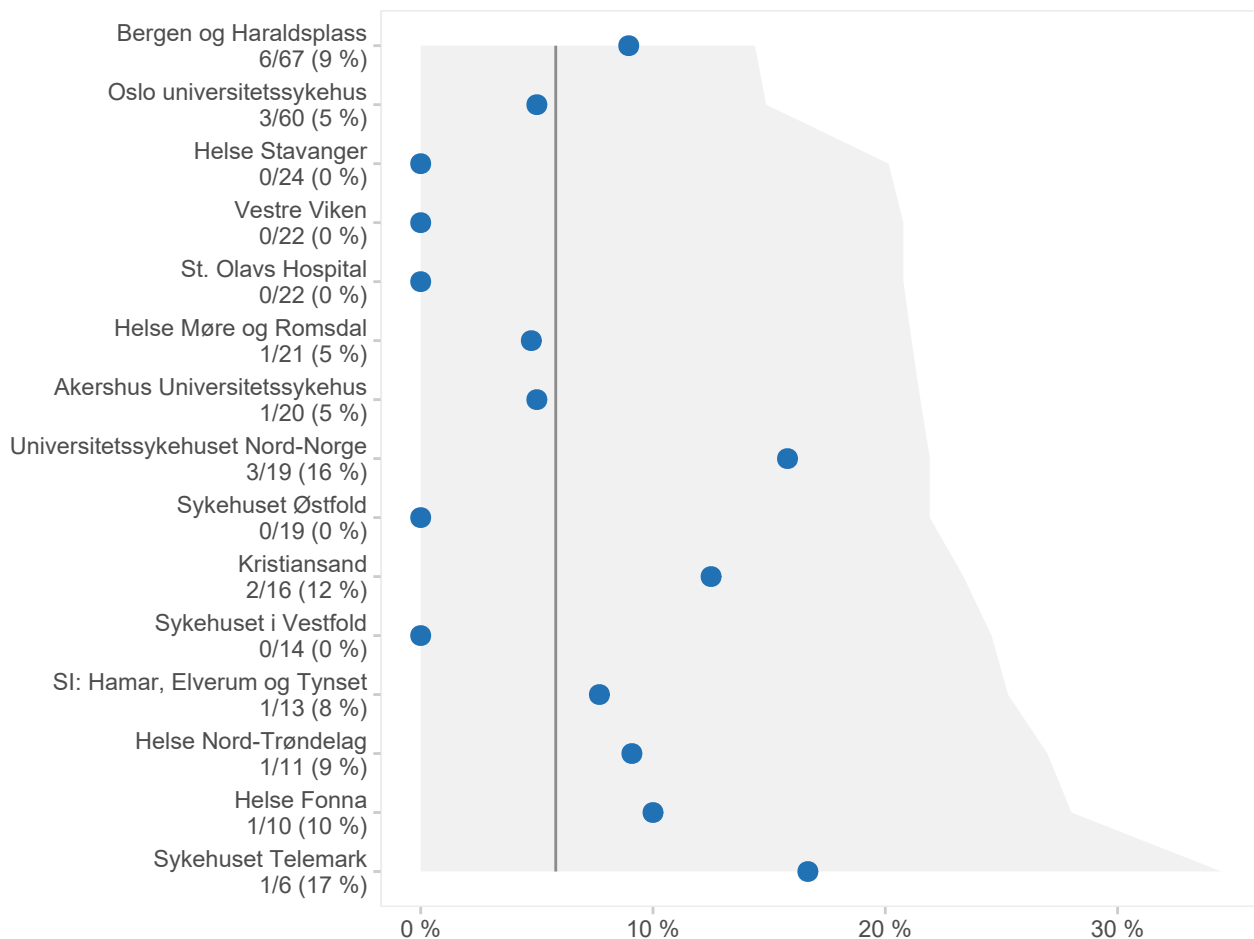 Bergen og Haraldsplass
6/67 (9 %)
Oslo universitetssykehus
3/60 (5 %)
Helse Stavanger
0/24 (0 %)
Vestre Viken
0/22 (0 %)
St. Olavs Hospital
0/22 (0 %)
Helse Møre og Romsdal
1/21 (5 %)
Akershus Universitetssykehus
1/20 (5 %)
Universitetssykehuset Nord-Norge
3/19 (16 %)
Sykehuset Østfold
0/19 (0 %)
Kristiansand
2/16 (12 %)
Sykehuset i Vestfold
0/14 (0 %)
SI: Hamar, Elverum og Tynset
1/13 (8 %)
Helse Nord-Trøndelag
1/11 (9 %)
Helse Fonna
1/10 (10 %)
Sykehuset Telemark
1/6 (17 %)
0 %
10 %
20 %
30 %